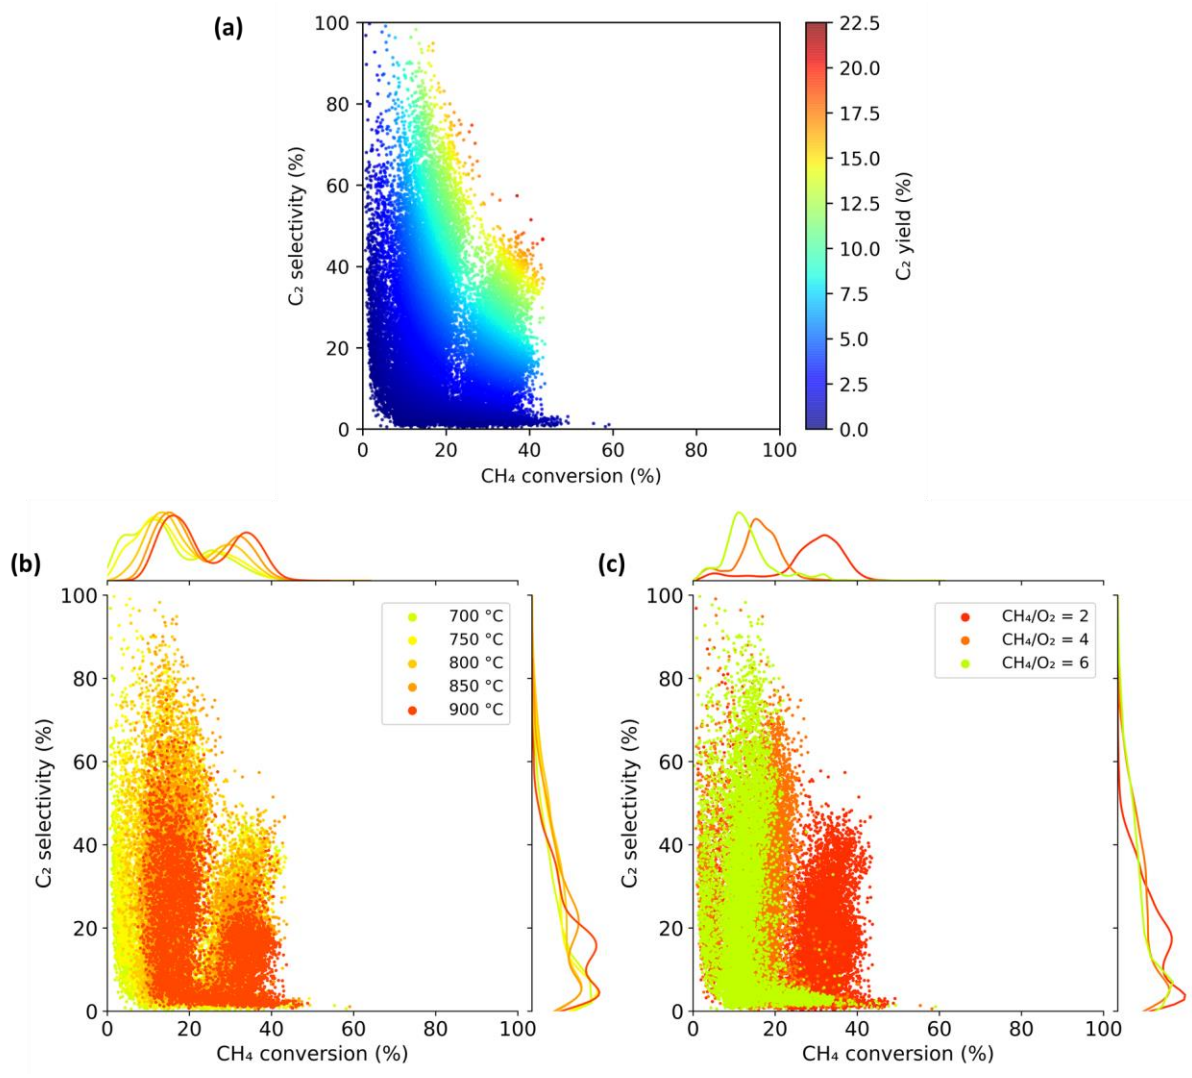 (a)
100
80
60
40
20
0
C₂ selectivity (%)
0 20 40 60 80 100
CH₄ conversion (%)
22.5
20.0
17.5
15.0
12.5
10.0
7.5
5.0
2.5
0.0
C₂ yield (%)
(b)
100
80
60
40
20
0
C₂ selectivity (%)
700 °C
750 °C
800 °C
850 °C
900 °C
0 20 40 60 80 100
CH₄ conversion (%)
(c)
100
80
60
40
20
0
C₂ selectivity (%)
CH₄/O₂ = 2
CH₄/O₂ = 4
CH₄/O₂ = 6
0 20 40 60 80 100
CH₄ conversion (%)